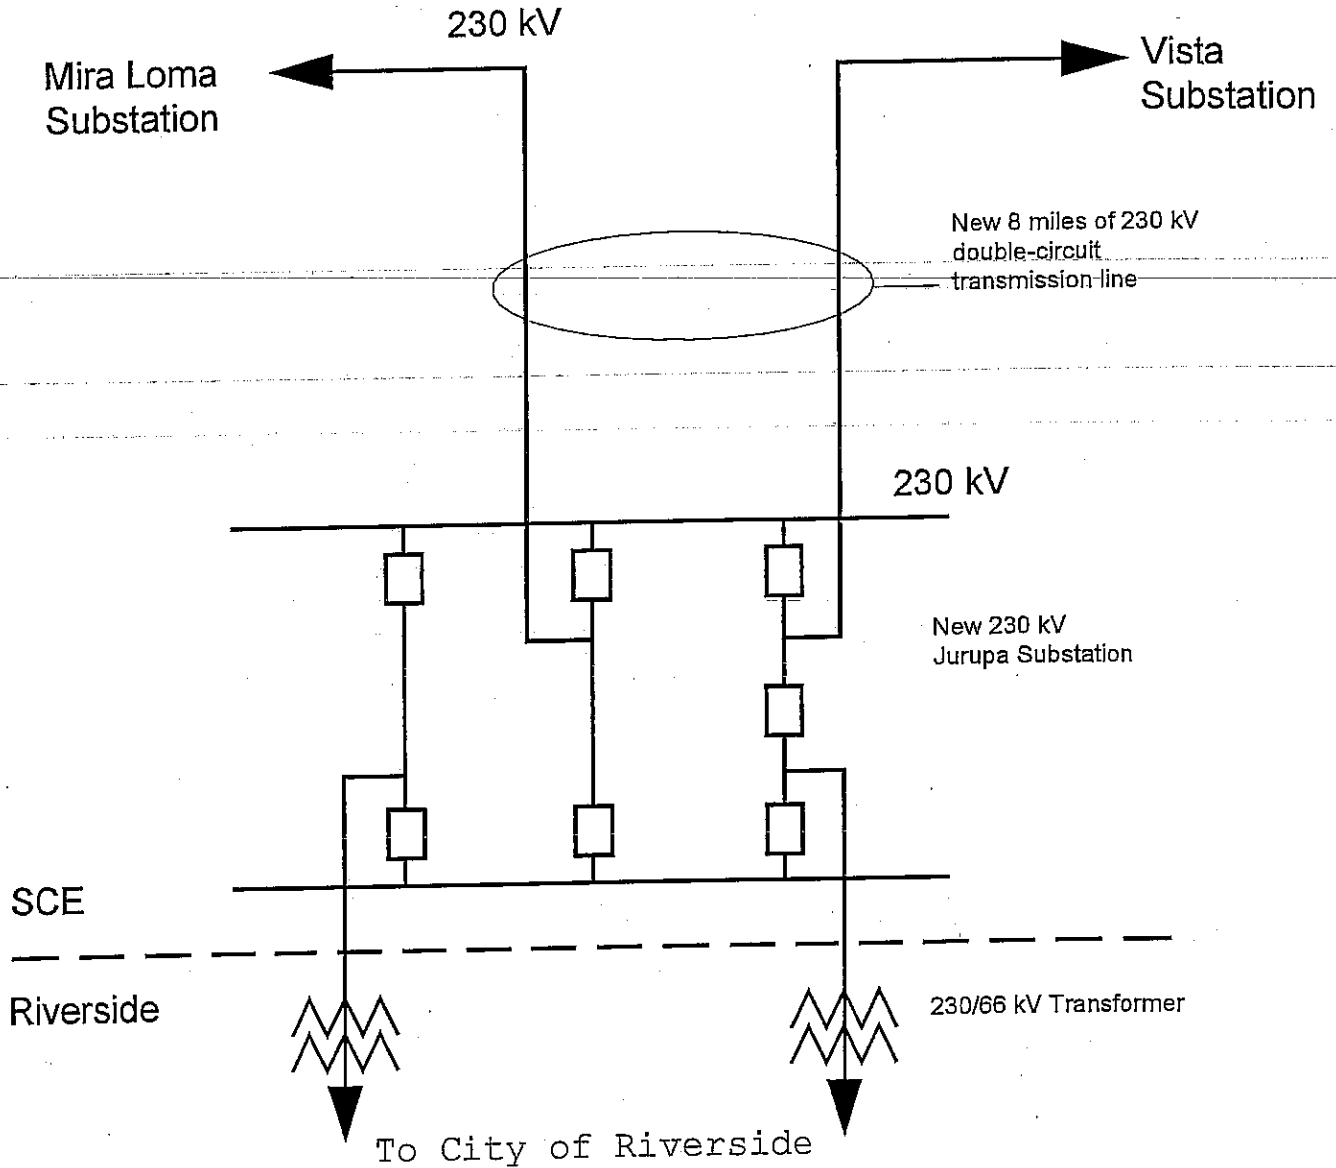 230 kV
Mira Loma
Substation
Vista
Substation
New 8 miles of 230 kV
double-circuit
transmission line
230 kV
New 230 kV
Jurupa Substation
SCE
Riverside
230/66 kV Transformer
To City of Riverside